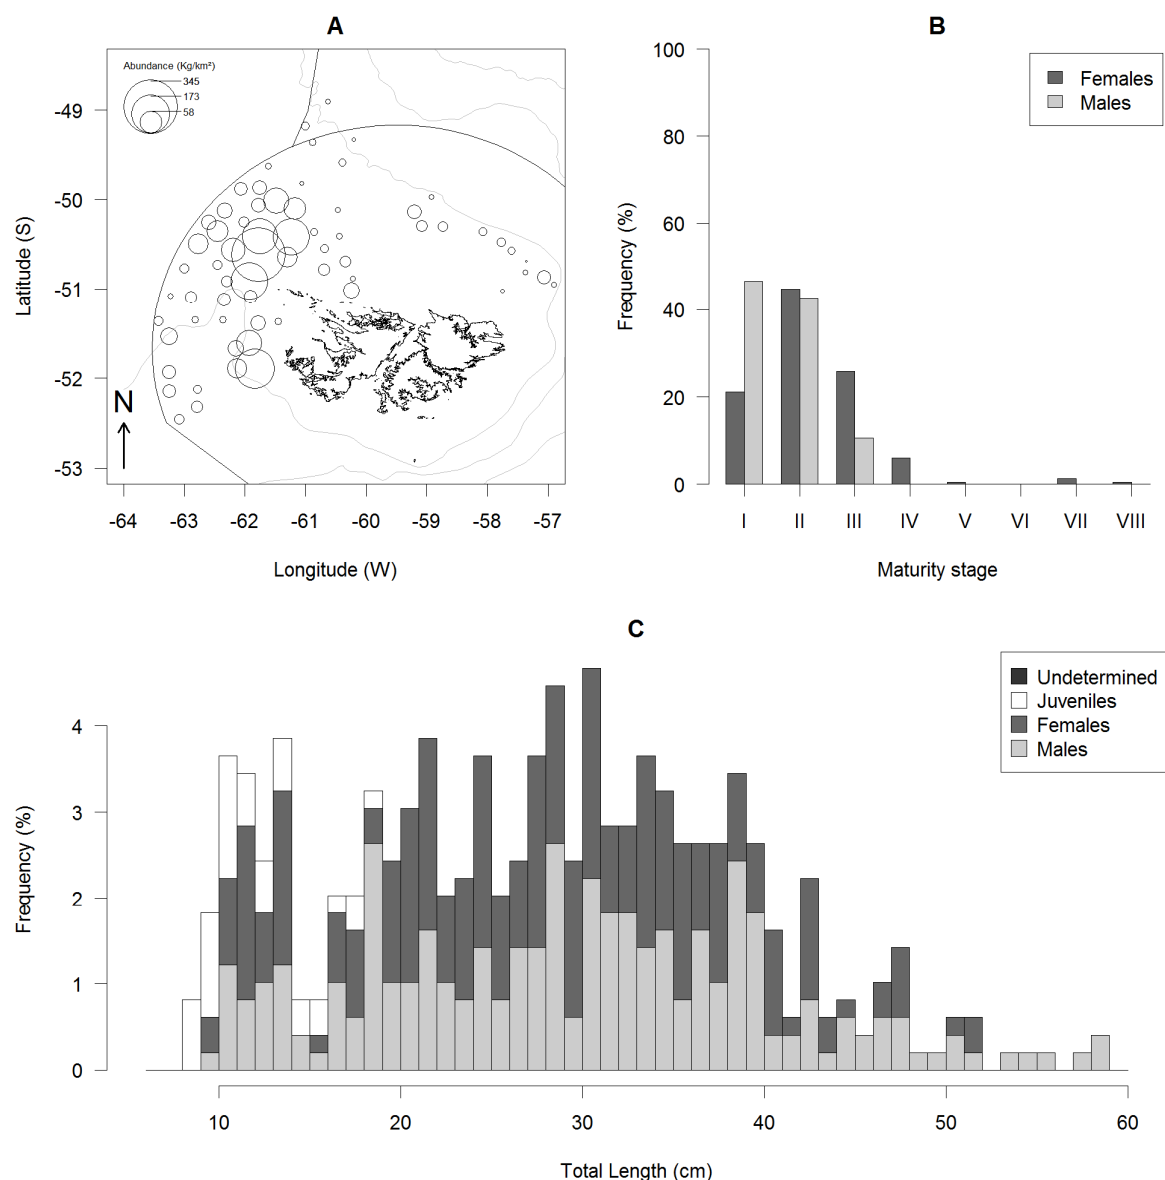 A
Abundance (Kg/km²)
345
173
58
-49
-50
-51
-52
-53
Latitude (S)
N
-64 -63 -62 -61 -60 -59 -58 -57
Longitude (W)
B
100
80
60
40
20
0
Frequency (%)
Females
Males
I II III IV V VI VII VIII
Maturity stage
C
Undetermined
Juveniles
Females
Males
4
3
2
1
0
Frequency (%)
10 20 30 40 50 60
Total Length (cm)